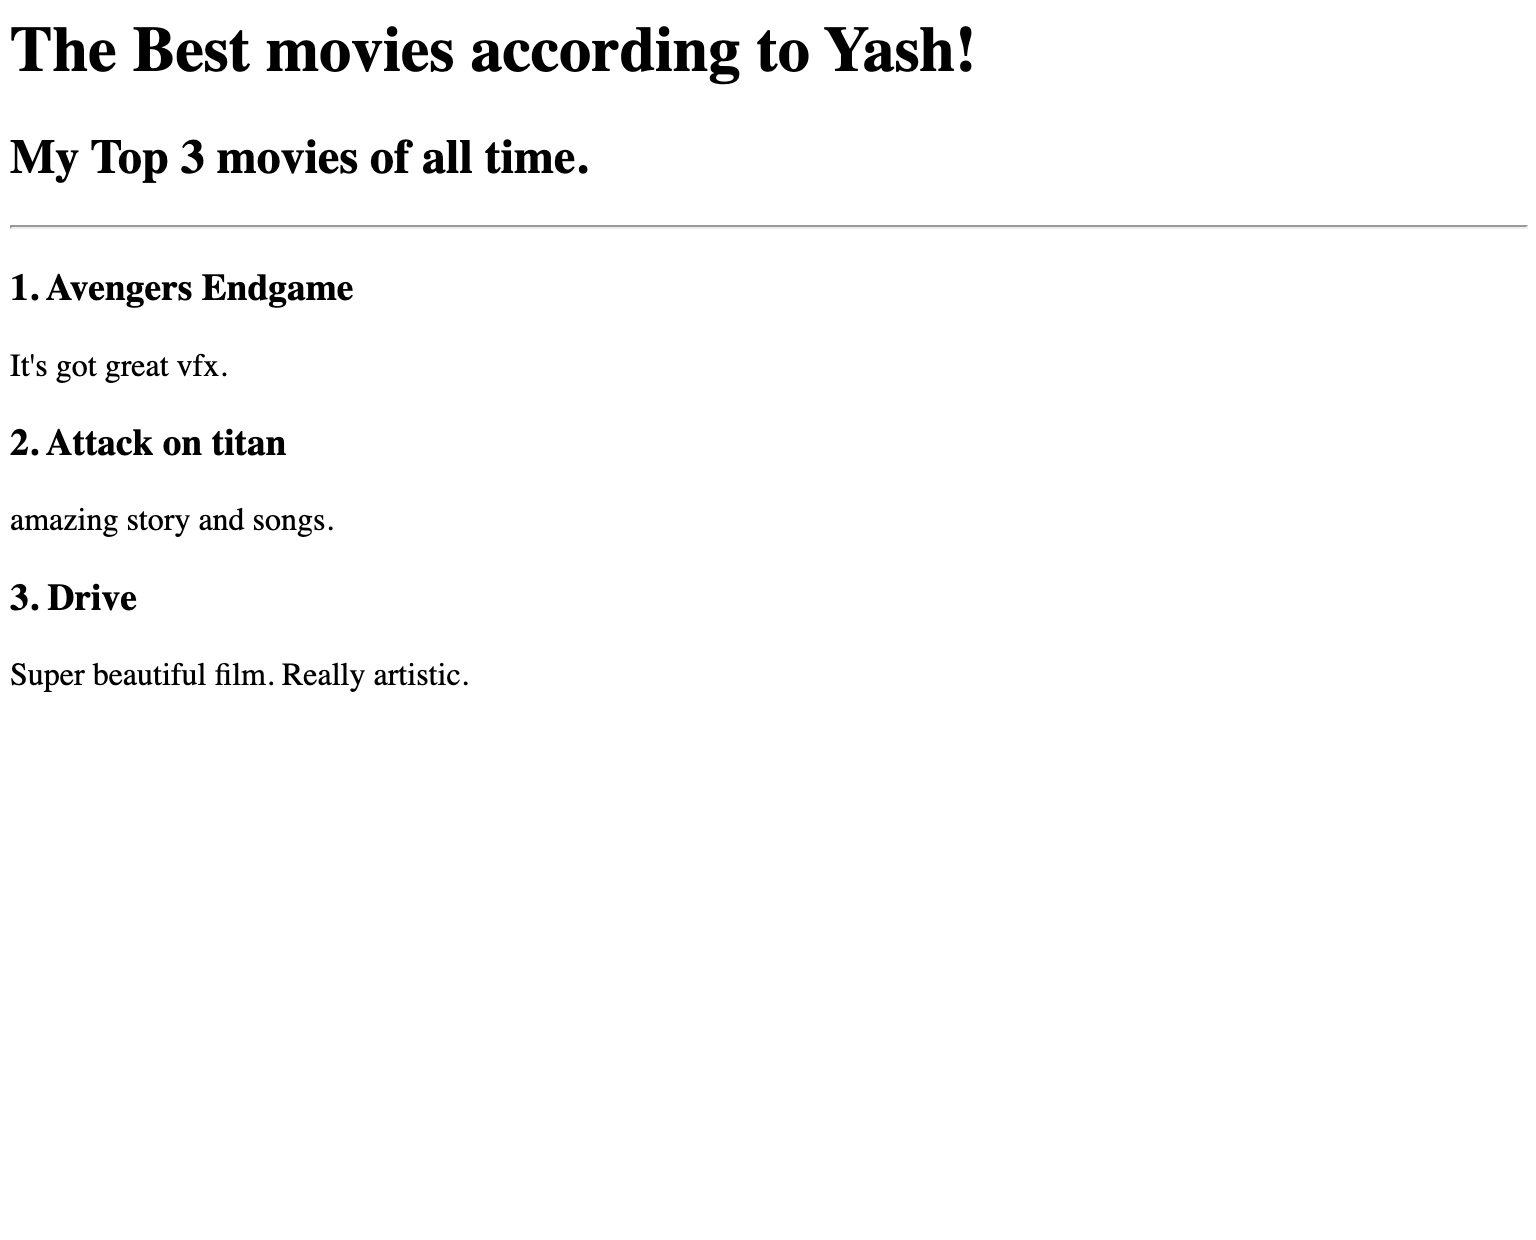 The Best movies according to Yash!
My Top 3 movies of all time.
1. Avengers Endgame
It's got great vfx.
2. Attack on titan
amazing story and songs.
3. Drive
Super beautiful film. Really artistic.